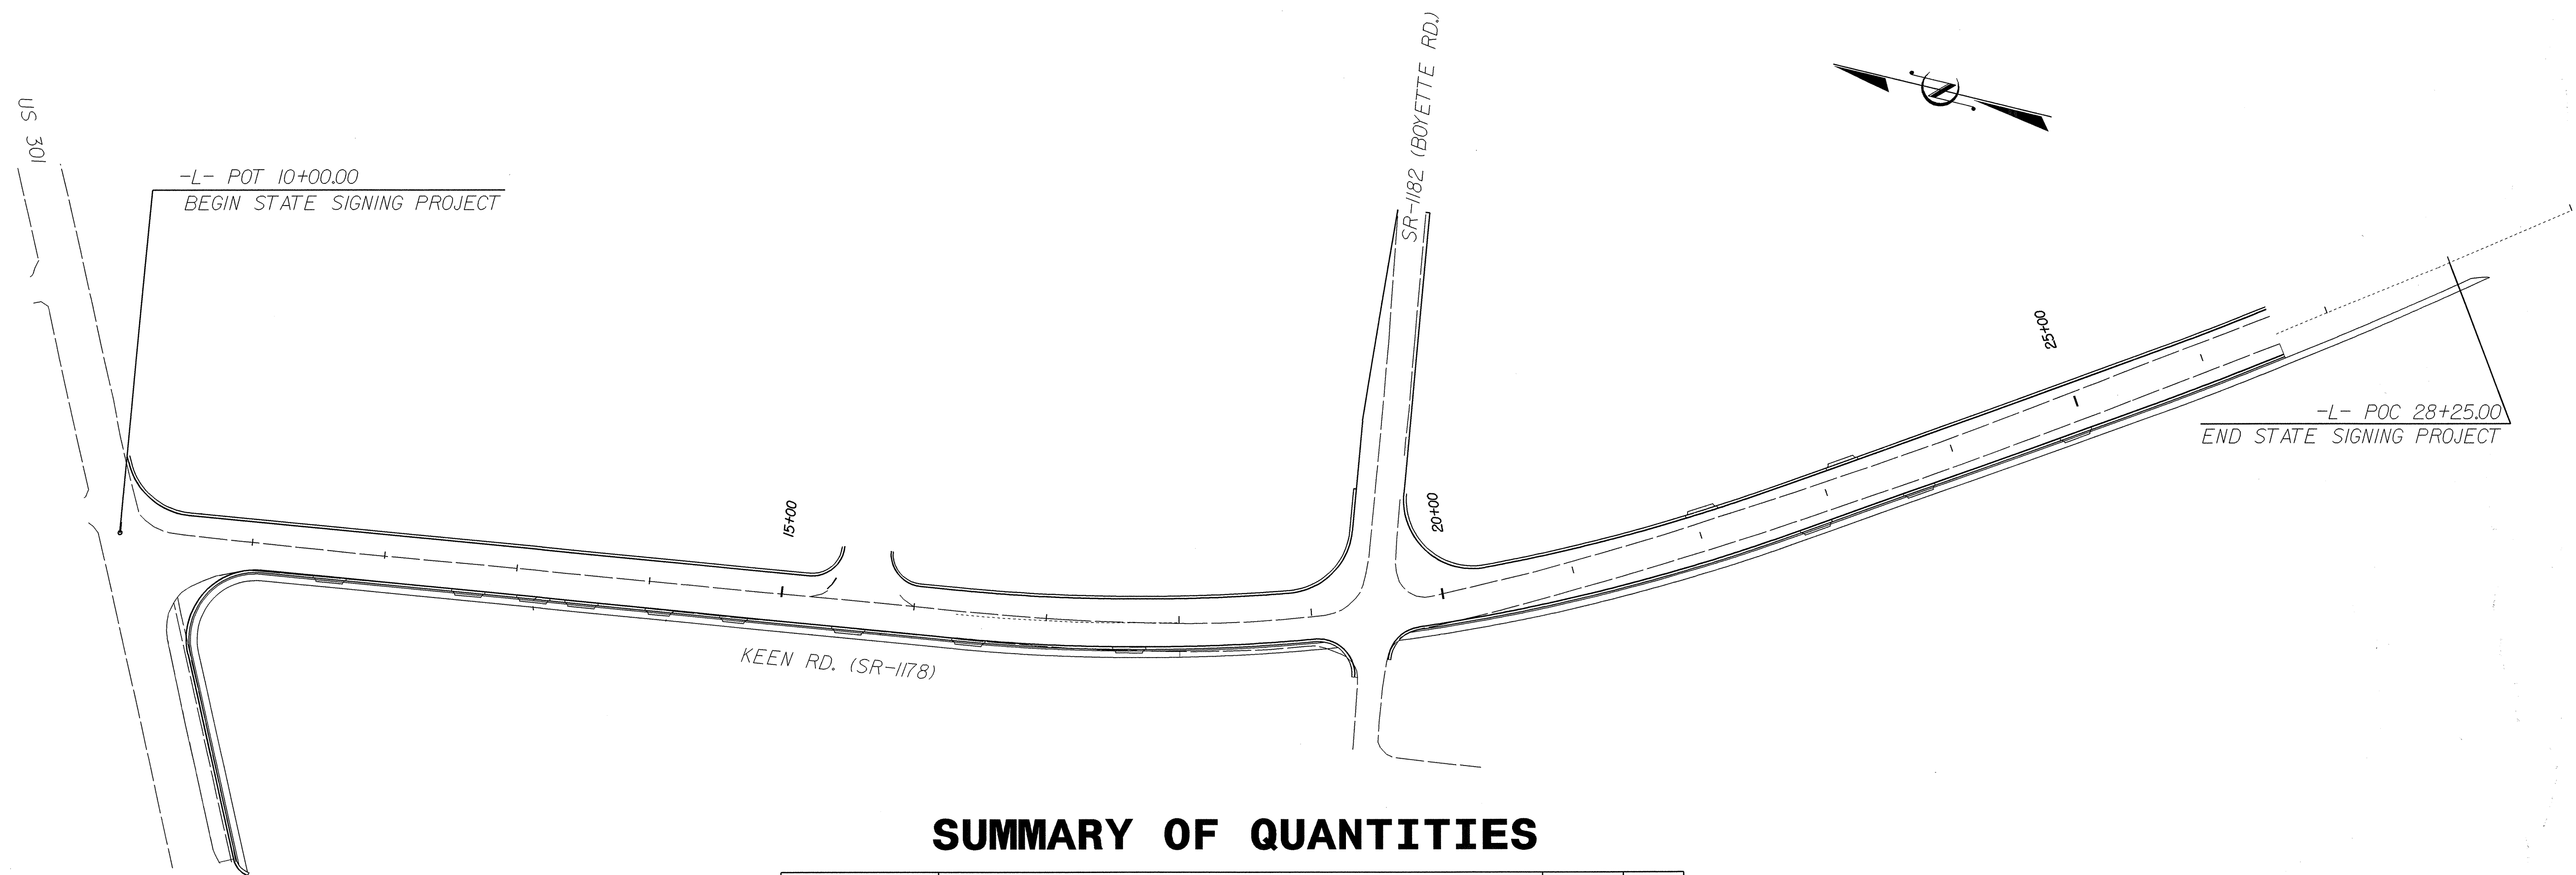 US 301
-L- POT 10+00.00
BEGIN STATE SIGNING PROJECT
SR-1182 (BOYETTE RD.)
N
15+00
20+00
25+00
-L- POC 28+25.00
END STATE SIGNING PROJECT
KEEN RD. (SR-1178)
SUMMARY OF QUANTITIES